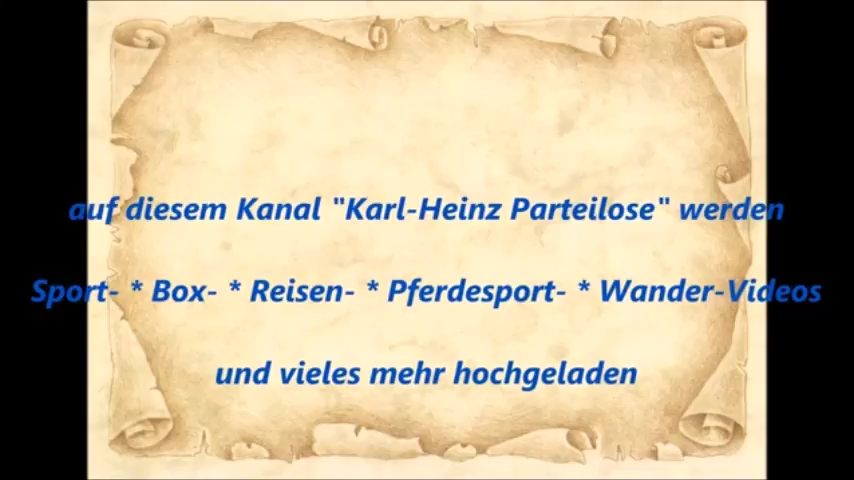 auf diesem Kanal "Karl-Heinz Parteilose" werden
Sport- * Box- * Reisen- * Pferdesport- * Wander-Videos
und vieles mehr hochgeladen